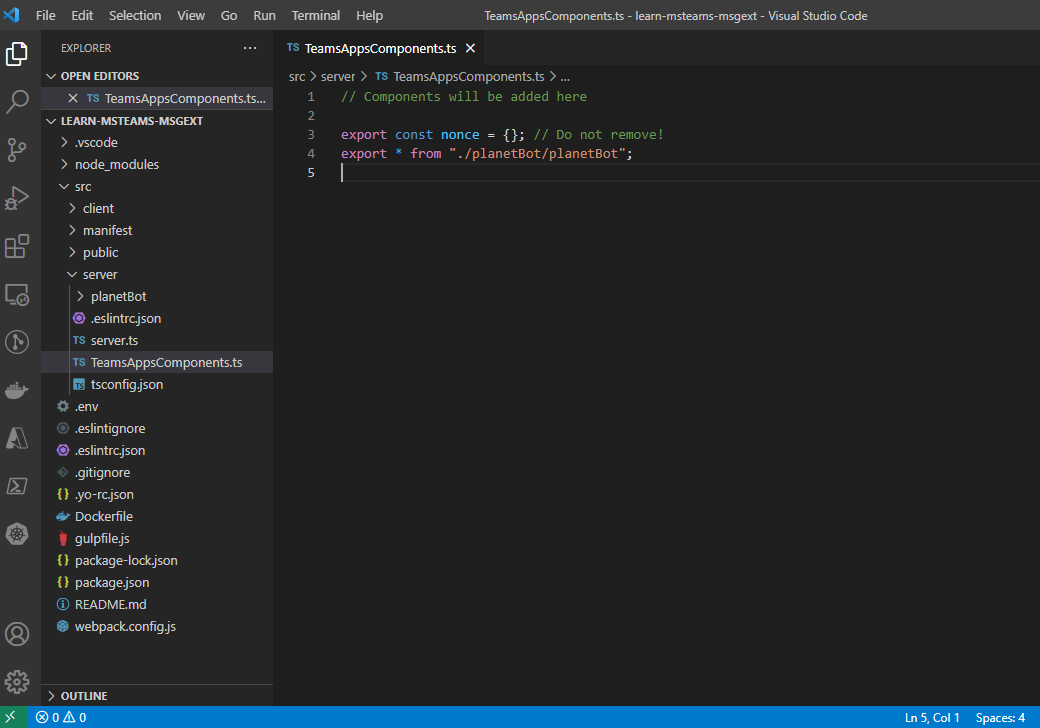 File Edit Selection View Go Run Terminal Help TeamsAppsComponents.ts - learn-msteams-msgext - Visual Studio Code
EXPLORER ...
OPEN EDITORS
TS TeamsAppsComponents.ts...
LEARN-MSTEAMS-MSGEXT
.vscode
node_modules
src
client
manifest
public
server
planetBot
.eslintrc.json
TS server.ts
TS TeamsAppsComponents.ts
TS tsconfig.json
.env
.eslintignore
.eslintrc.json
.gitignore
{} .yo-rc.json
Dockerfile
gulpfile.js
{} package-lock.json
{} package.json
README.md
webpack.config.js
OUTLINE
TS TeamsAppsComponents.ts
src > server > TS TeamsAppsComponents.ts > ...
1 // Components will be added here
2
3 export const nonce = {}; // Do not remove!
4 export * from "./planetBot/planetBot";
5
0 0 Ln 5, Col 1 Spaces: 4